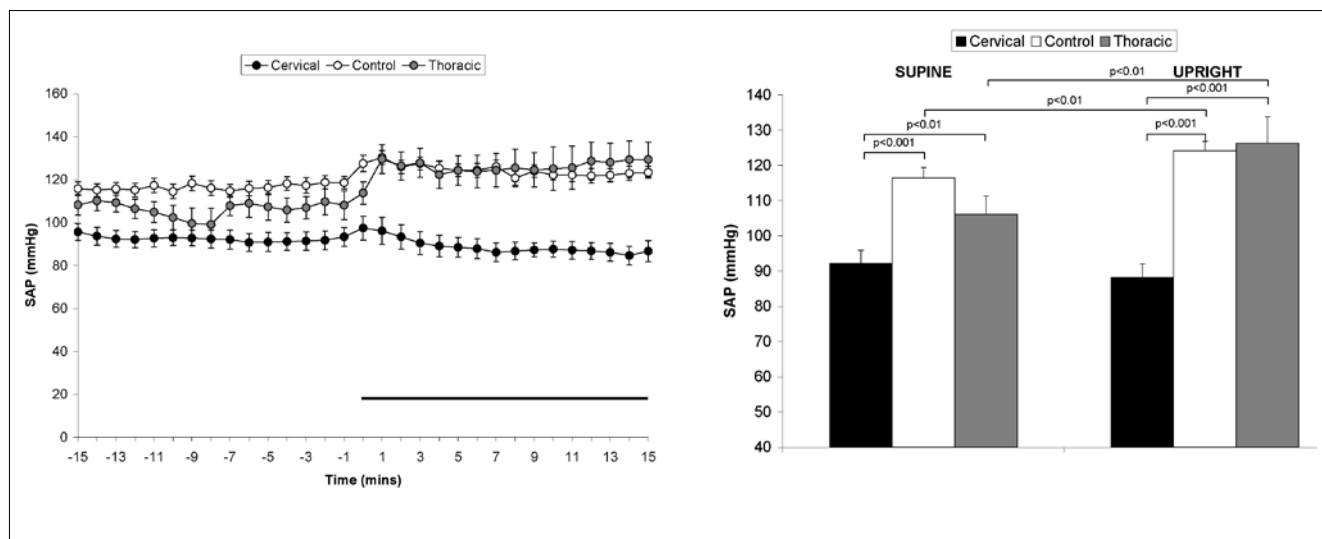 Cervical Control Thoracic
160
140
120
100
80
60
40
20
0
SAP (mmHg)
-15 -13 -11 -9 -7 -5 -3 -1 1 3 5 7 9 11 13 15
Time (mins)
Cervical Control Thoracic
SUPINE UPRIGHT
p<0.01
p<0.001
p<0.01
p<0.01
p<0.001
p<0.001
140
130
120
110
100
90
80
70
60
50
40
SAP (mmHg)